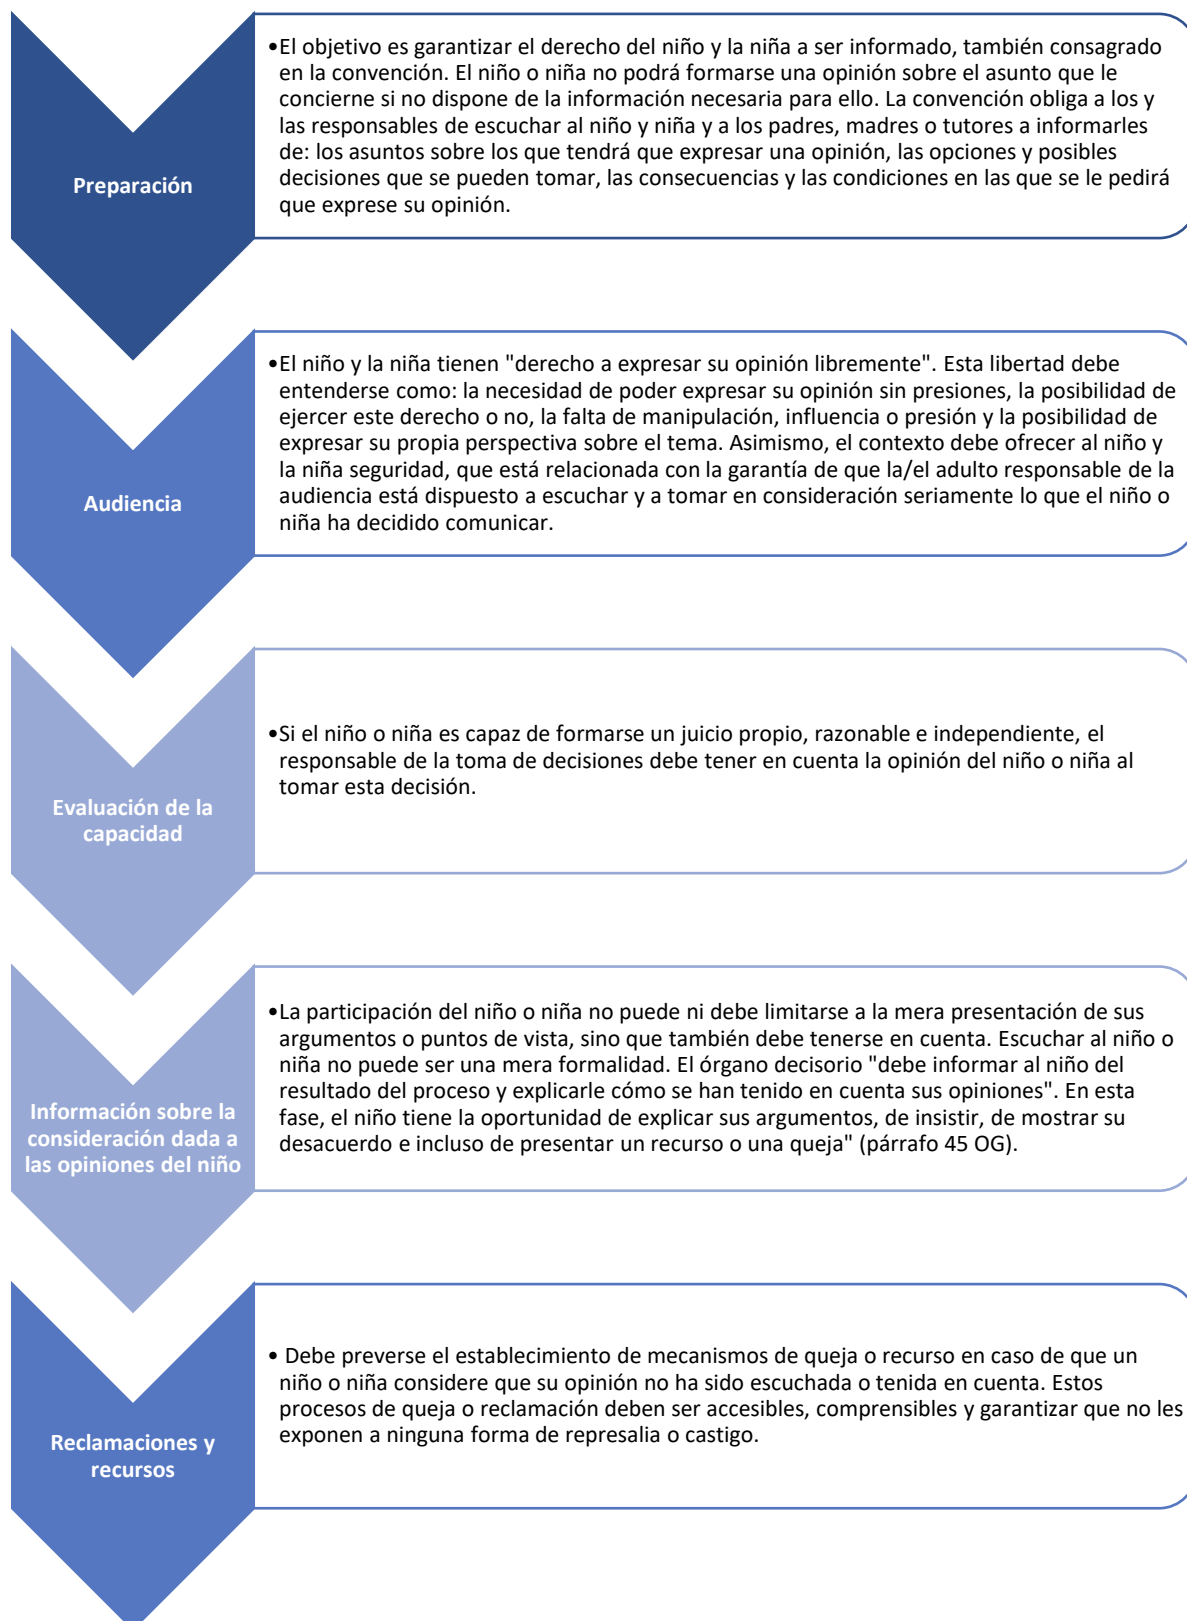 Preparación
•El objetivo es garantizar el derecho del niño y la niña a ser informado, también consagrado
en la convención. El niño o niña no podrá formarse una opinión sobre el asunto que le
concierne si no dispone de la información necesaria para ello. La convención obliga a los y
las responsables de escuchar al niño y niña y a los padres, madres o tutores a informarles
de: los asuntos sobre los que tendrá que expresar una opinión, las opciones y posibles
decisiones que se pueden tomar, las consecuencias y las condiciones en las que se le pedirá
que exprese su opinión.
Audiencia
•El niño y la niña tienen "derecho a expresar su opinión libremente". Esta libertad debe
entenderse como: la necesidad de poder expresar su opinión sin presiones, la posibilidad de
ejercer este derecho o no, la falta de manipulación, influencia o presión y la posibilidad de
expresar su propia perspectiva sobre el tema. Asimismo, el contexto debe ofrecer al niño y
la niña seguridad, que está relacionada con la garantía de que la/el adulto responsable de la
audiencia está dispuesto a escuchar y a tomar en consideración seriamente lo que el niño o
niña ha decidido comunicar.
Evaluación de la
capacidad
•Si el niño o niña es capaz de formarse un juicio propio, razonable e independiente, el
responsable de la toma de decisiones debe tener en cuenta la opinión del niño o niña al
tomar esta decisión.
Información sobre la
consideración dada a
las opiniones del niño
•La participación del niño o niña no puede ni debe limitarse a la mera presentación de sus
argumentos o puntos de vista, sino que también debe tenerse en cuenta. Escuchar al niño o
niña no puede ser una mera formalidad. El órgano decisorio "debe informar al niño del
resultado del proceso y explicarle cómo se han tenido en cuenta sus opiniones". En esta
fase, el niño tiene la oportunidad de explicar sus argumentos, de insistir, de mostrar su
desacuerdo e incluso de presentar un recurso o una queja" (párrafo 45 OG).
Reclamaciones y
recursos
• Debe preverse el establecimiento de mecanismos de queja o recurso en caso de que un
niño o niña considere que su opinión no ha sido escuchada o tenida en cuenta. Estos
procesos de queja o reclamación deben ser accesibles, comprensibles y garantizar que no les
exponen a ninguna forma de represalia o castigo.